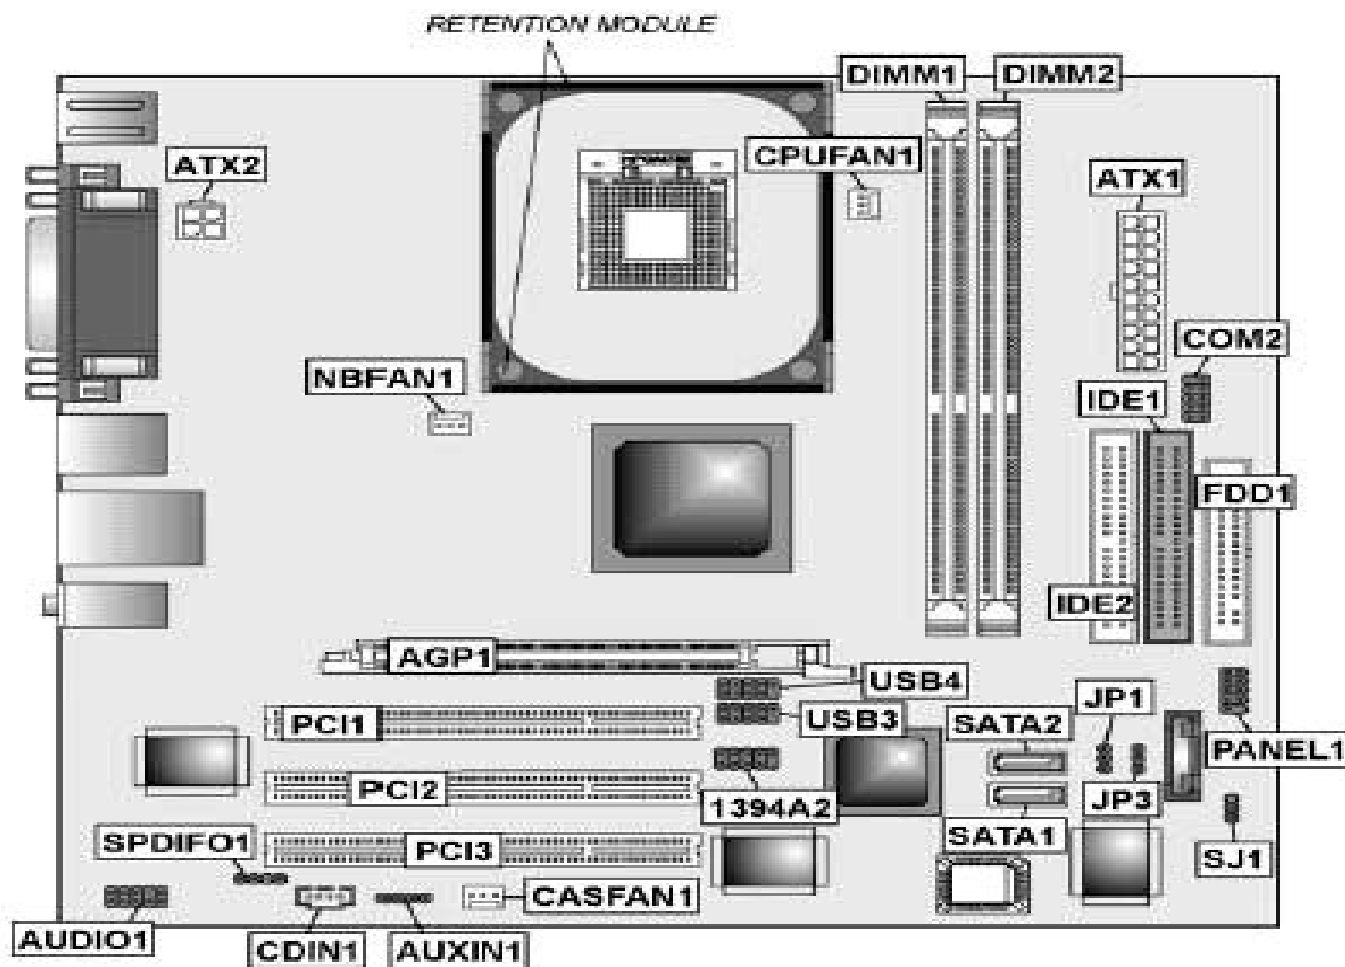 RETENTION MODULE
DIMM1
DIMM2
ATX2
CPUFAN1
ATX1
COM2
NBFAN1
IDE1
FDD1
IDE2
AGP1
USB4
JP1
PCI1
USB3
SATA2
PANEL1
PCI2
1394A2
JP3
SPDIFO1
PCI3
SATA1
SJ1
CASFAN1
AUDIO1
CDIN1
AUXIN1